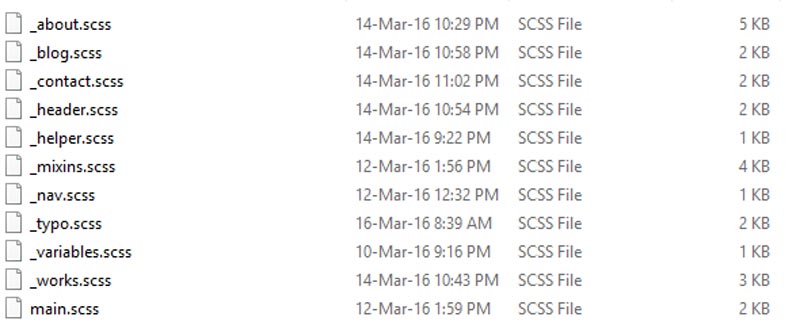 _about.scss 14-Mar-16 10:29 PM SCSS File 5 KB
_blog.scss 14-Mar-16 10:58 PM SCSS File 2 KB
_contact.scss 14-Mar-16 11:02 PM SCSS File 2 KB
_header.scss 14-Mar-16 10:54 PM SCSS File 2 KB
_helper.scss 14-Mar-16 9:22 PM SCSS File 1 KB
_mixins.scss 12-Mar-16 1:56 PM SCSS File 4 KB
_nav.scss 12-Mar-16 12:32 PM SCSS File 1 KB
_typo.scss 16-Mar-16 8:39 AM SCSS File 2 KB
_variables.scss 10-Mar-16 9:16 PM SCSS File 1 KB
_works.scss 14-Mar-16 10:43 PM SCSS File 3 KB
main.scss 12-Mar-16 1:59 PM SCSS File 2 KB